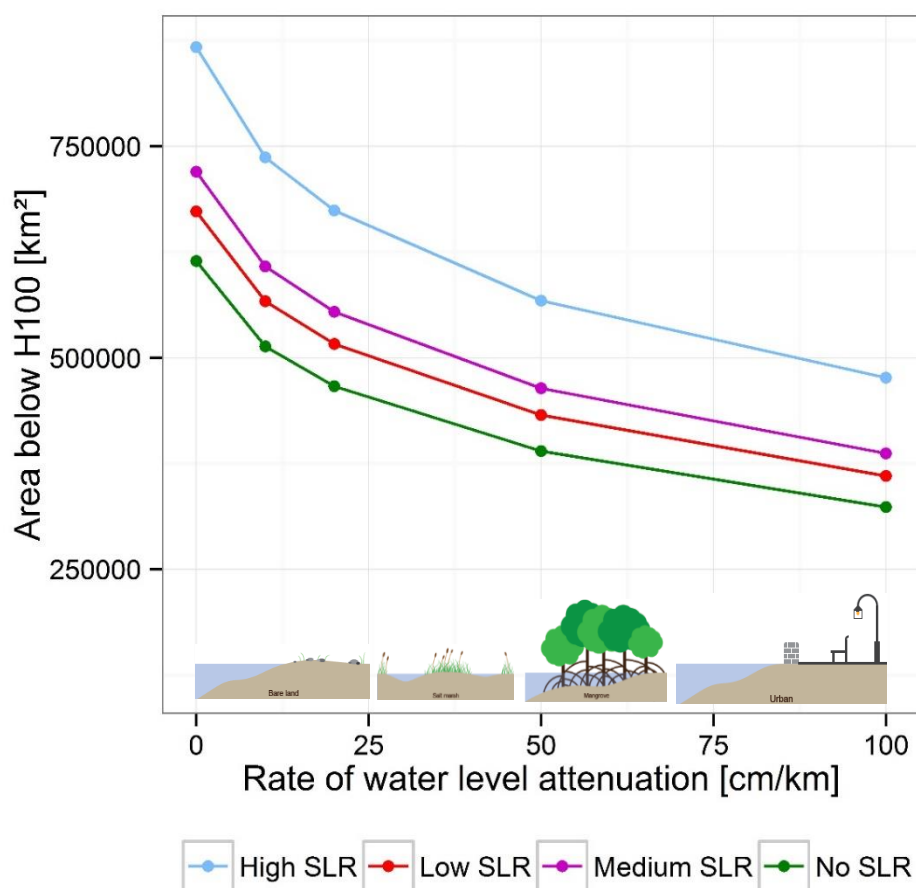 Area below H100 [km²]
750000
500000
250000
Bare land
Salt marsh
Mangrove
Urban
0
25
50
75
100
Rate of water level attenuation [cm/km]
High SLR
Low SLR
Medium SLR
No SLR